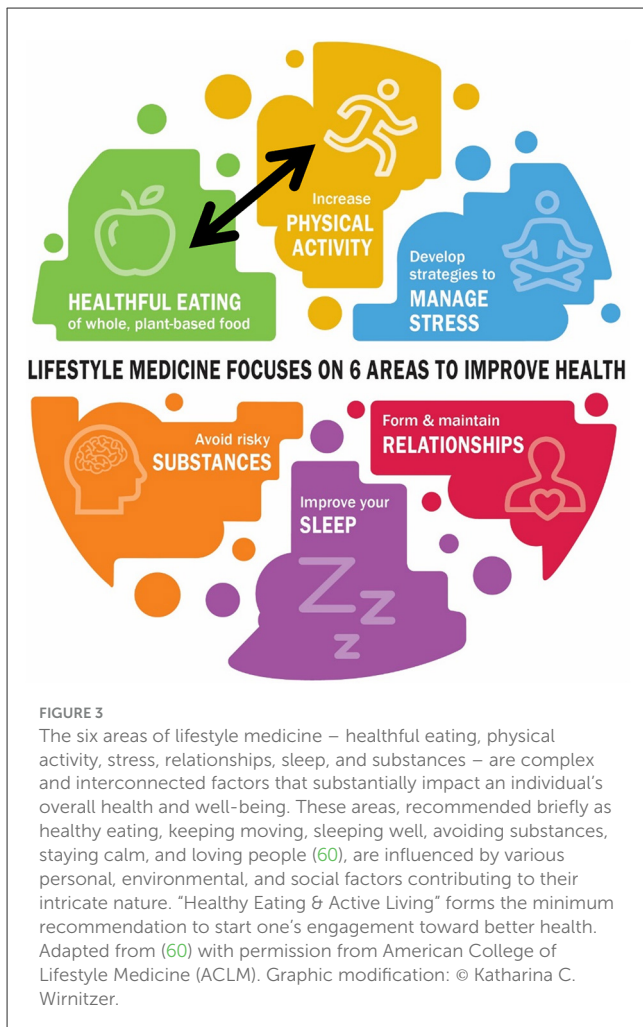 Increase
PHYSICAL
ACTIVITY
HEALTHFUL EATING
of whole, plant-based food
Develop
strategies to
MANAGE
STRESS
LIFESTYLE MEDICINE FOCUSES ON 6 AREAS TO IMPROVE HEALTH
Avoid risky
SUBSTANCES
Improve your
SLEEP
Z
Z
Z
Form & maintain
RELATIONSHIPS
FIGURE 3
The six areas of lifestyle medicine – healthful eating, physical
activity, stress, relationships, sleep, and substances – are complex
and interconnected factors that substantially impact an individual's
overall health and well-being. These areas, recommended briefly as
healthy eating, keeping moving, sleeping well, avoiding substances,
staying calm, and loving people (60), are influenced by various
personal, environmental, and social factors contributing to their
intricate nature. "Healthy Eating & Active Living" forms the minimum
recommendation to start one's engagement toward better health.
Adapted from (60) with permission from American College of
Lifestyle Medicine (ACLM). Graphic modification: © Katharina C.
Wirnitzer.